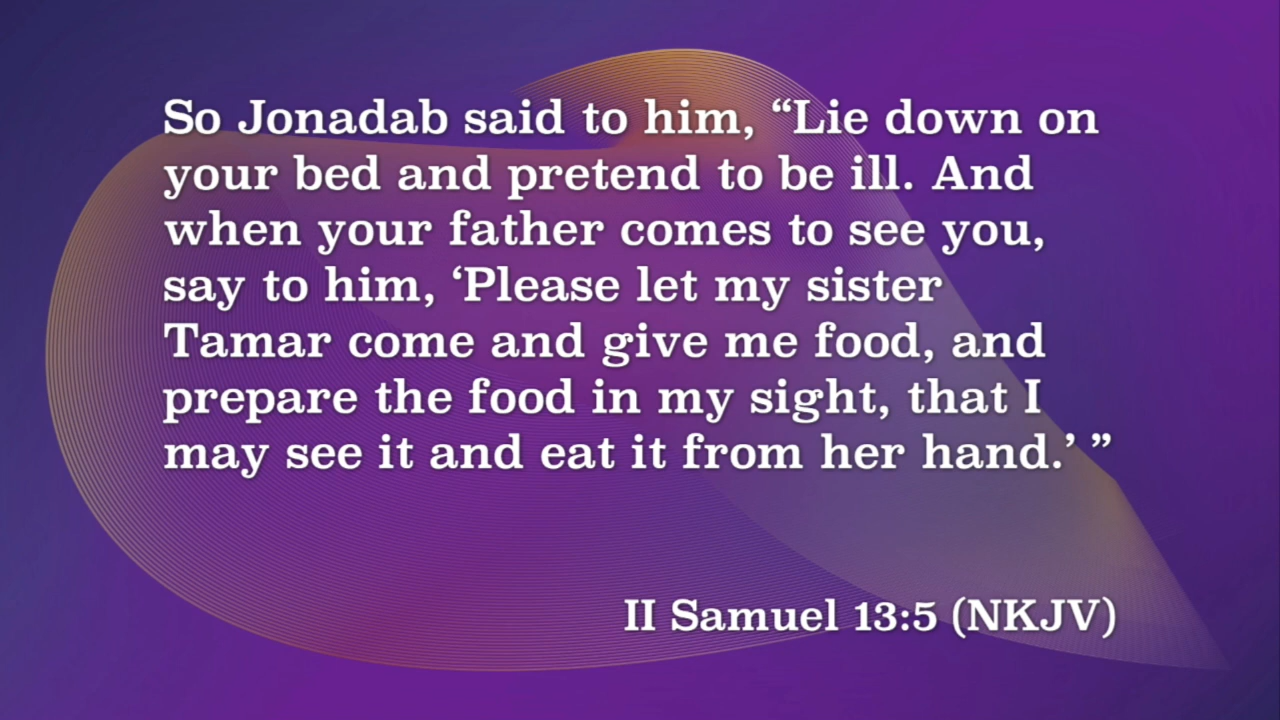 So Jonadab said to him, “Lie down on
your bed and pretend to be ill. And
when your father comes to see you,
say to him, ‘Please let my sister
Tamar come and give me food, and
prepare the food in my sight, that I
may see it and eat it from her hand.’ ”
II Samuel 13:5 (NKJV)